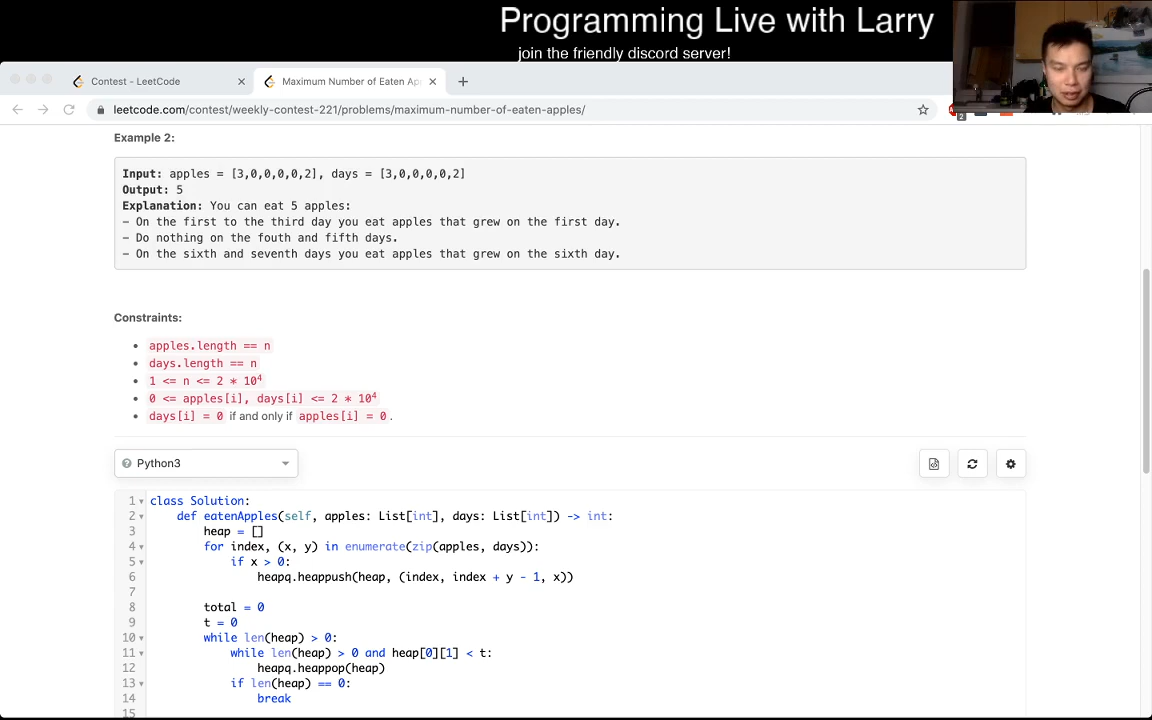 Programming Live with Larry
join the friendly discord server!
Contest - LeetCode
Maximum Number of Eaten Ap
leetcode.com/contest/weekly-contest-221/problems/maximum-number-of-eaten-apples/
2
Example 2:
Input: apples = [3,0,0,0,0,2], days = [3,0,0,0,0,2]
Output: 5
Explanation: You can eat 5 apples:
- On the first to the third day you eat apples that grew on the first day.
- Do nothing on the fouth and fifth days.
- On the sixth and seventh days you eat apples that grew on the sixth day.
Constraints:
• apples.length == n
• days.length == n
• 1 <= n <= 2 * 10⁴
• 0 <= apples[i], days[i] <= 2 * 10⁴
• days[i] = 0 if and only if apples[i] = 0.
Python3
1 class Solution:
2 def eatenApples(self, apples: List[int], days: List[int]) -> int:
3 heap = []
4 for index, (x, y) in enumerate(zip(apples, days)):
5 if x > 0:
6 heapq.heappush(heap, (index, index + y - 1, x))
7
8 total = 0
9 t = 0
10 while len(heap) > 0:
11 while len(heap) > 0 and heap[0][1] < t:
12 heapq.heappop(heap)
13 if len(heap) == 0:
14 break
15